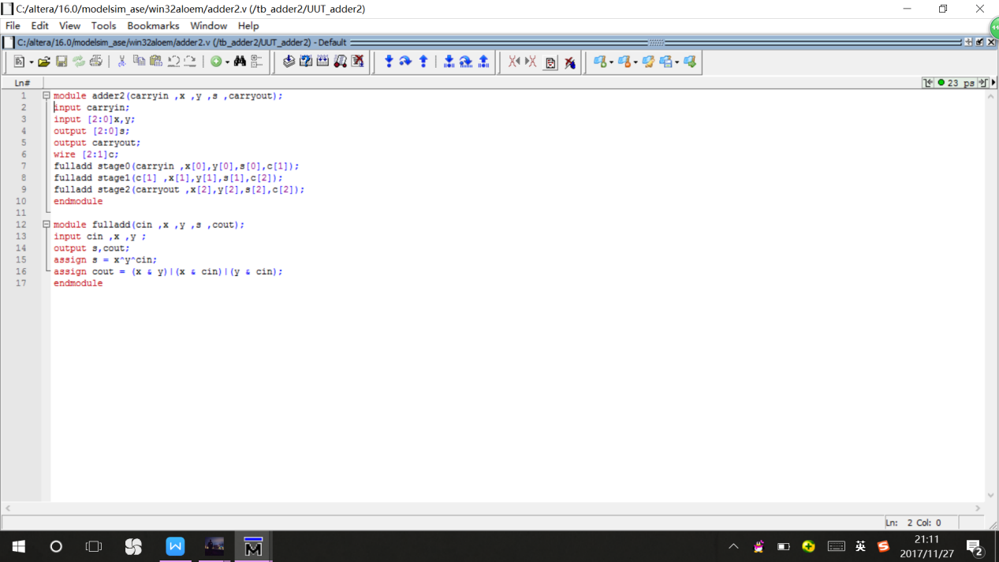 C:/altera/16.0/modelsim_ase/win32aloem/adder2.v (/tb_adder2/UUT_adder2)
File Edit View Tools Bookmarks Window Help
C:/altera/16.0/modelsim_ase/win32aloem/adder2.v (/tb_adder2/UUT_adder2) - Default
Ln#
23 ps
1 module adder2(carryin ,x ,y ,s ,carryout);
2 input carryin;
3 input [2:0]x,y;
4 output [2:0]s;
5 output carryout;
6 wire [2:1]c;
7 fulladd stage0(carryin ,x[0],y[0],s[0],c[1]);
8 fulladd stage1(c[1] ,x[1],y[1],s[1],c[2]);
9 fulladd stage2(carryout ,x[2],y[2],s[2],c[2]);
10 endmodule
11
12 module fulladd(cin ,x ,y ,s ,cout);
13 input cin ,x ,y ;
14 output s,cout;
15 assign s = x^y^cin;
16 assign cout = (x & y)|(x & cin)|(y & cin);
17 endmodule
Ln: 2 Col: 0
英
21:11
2017/11/27
2
44